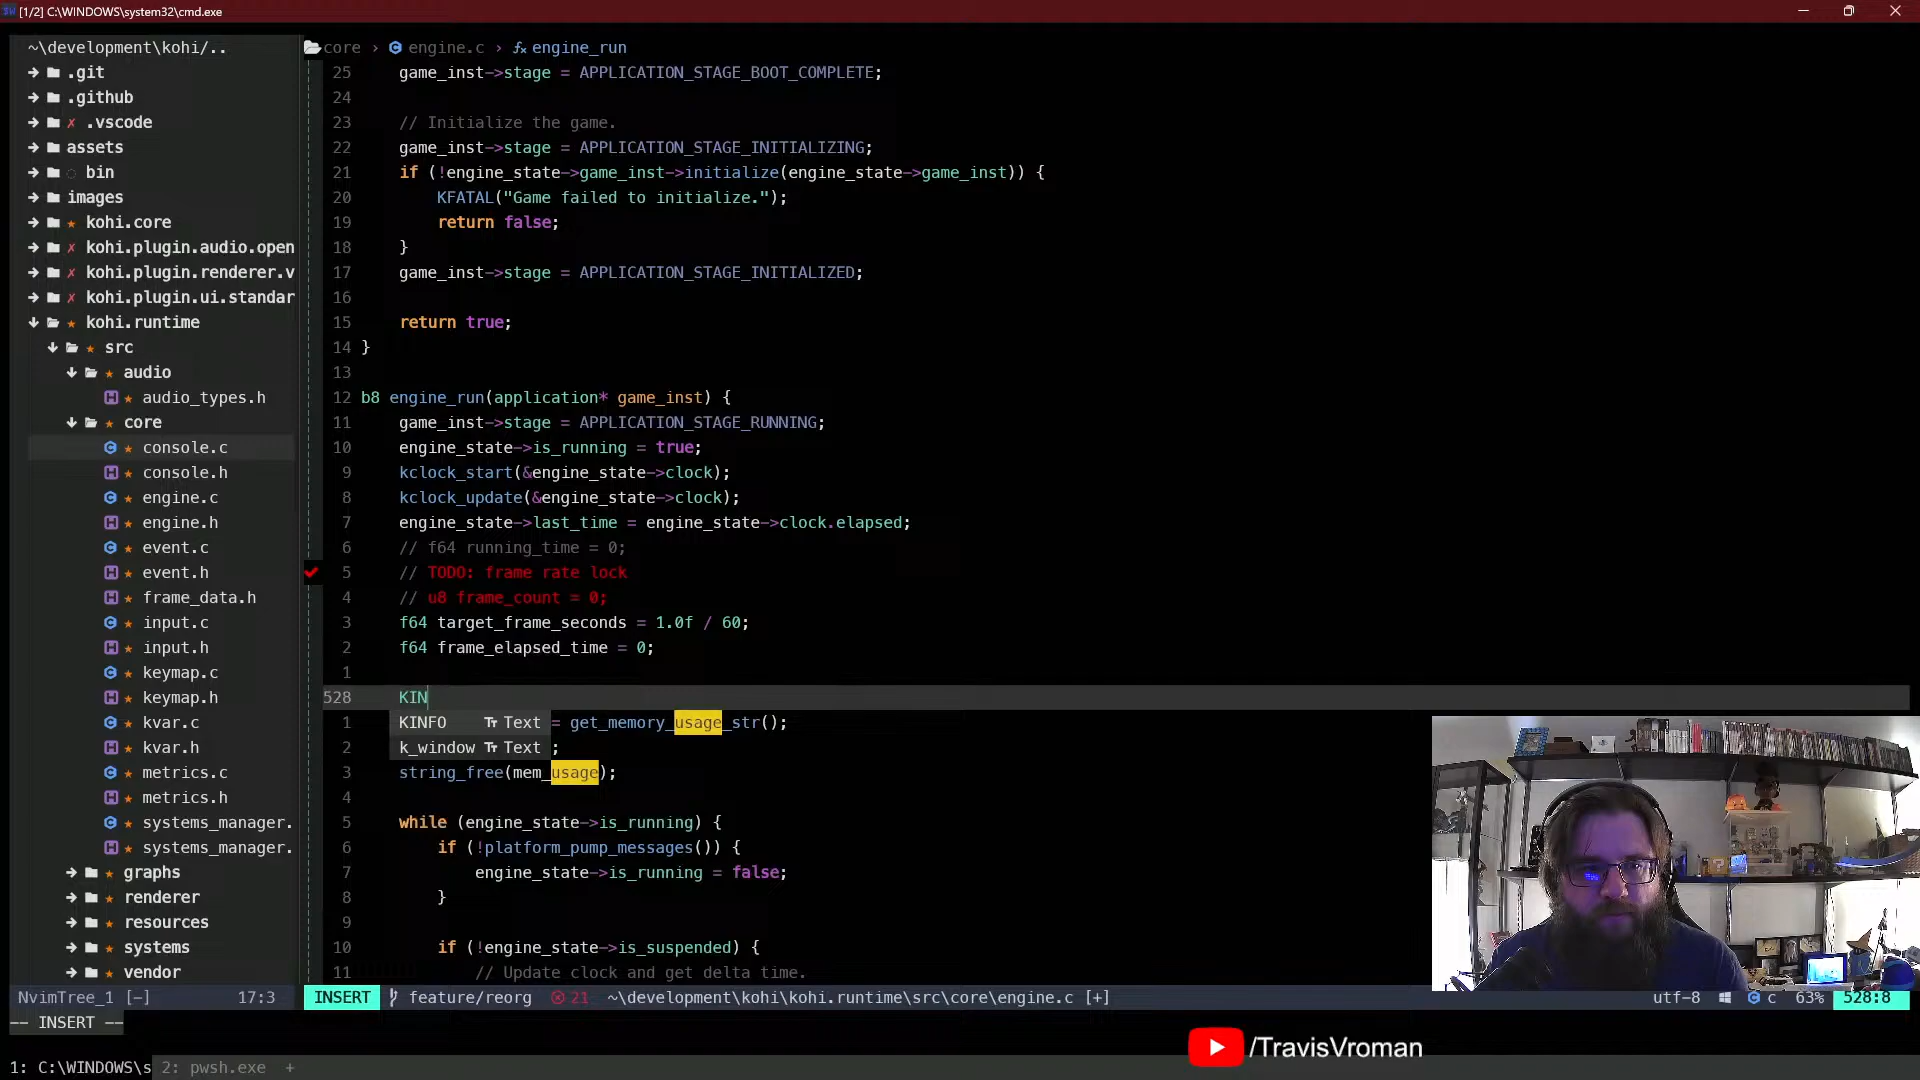 [1/2] C:\WINDOWS\system32\cmd.exe
~\development\kohi/..
.git
.github
✗ .vscode
assets
bin
images
★ kohi.core
✗ kohi.plugin.audio.open
✗ kohi.plugin.renderer.v
✗ kohi.plugin.ui.standar
★ kohi.runtime
★ src
★ audio
★ audio_types.h
★ core
★ console.c
★ console.h
★ engine.c
★ engine.h
★ event.c
★ event.h
★ frame_data.h
★ input.c
★ input.h
★ keymap.c
★ keymap.h
★ kvar.c
★ kvar.h
★ metrics.c
★ metrics.h
★ systems_manager.
★ systems_manager.
★ graphs
★ renderer
★ resources
★ systems
★ vendor
NvimTree_1 [-] 17:3
core › C engine.c › fx engine_run
25 game_inst->stage = APPLICATION_STAGE_BOOT_COMPLETE;
24
23 // Initialize the game.
22 game_inst->stage = APPLICATION_STAGE_INITIALIZING;
21 if (!engine_state->game_inst->initialize(engine_state->game_inst)) {
20 KFATAL("Game failed to initialize.");
19 return false;
18 }
17 game_inst->stage = APPLICATION_STAGE_INITIALIZED;
16
15 return true;
14 }
13
12 b8 engine_run(application* game_inst) {
11 game_inst->stage = APPLICATION_STAGE_RUNNING;
10 engine_state->is_running = true;
9 kclock_start(&engine_state->clock);
8 kclock_update(&engine_state->clock);
7 engine_state->last_time = engine_state->clock.elapsed;
6 // f64 running_time = 0;
5 // TODO: frame rate lock
4 // u8 frame_count = 0;
3 f64 target_frame_seconds = 1.0f / 60;
2 f64 frame_elapsed_time = 0;
1
528 KIN
1 KINFO Text = get_memory_usage_str();
2 k_window Text ;
3 string_free(mem_usage);
4
5 while (engine_state->is_running) {
6 if (!platform_pump_messages()) {
7 engine_state->is_running = false;
8 }
9
10 if (!engine_state->is_suspended) {
11 // Update clock and get delta time.
INSERT feature/reorg 21 ~\development\kohi\kohi.runtime\src\core\engine.c [+] utf-8 C c 63% 528:8
-- INSERT --
/TravisVroman
1: C:\WINDOWS\s 2: pwsh.exe +